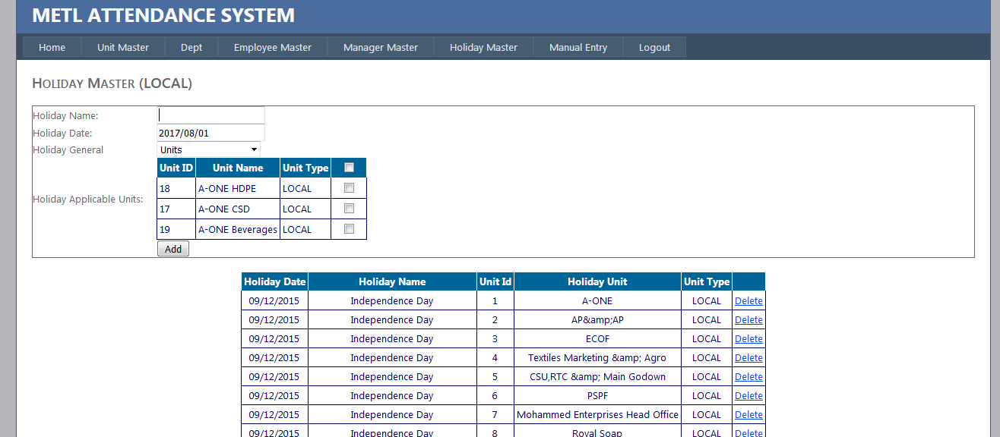 METL ATTENDANCE SYSTEM
Home Unit Master Dept Employee Master Manager Master Holiday Master Manual Entry Logout
HOLIDAY MASTER (LOCAL)
Holiday Name:
Holiday Date: 2017/08/01
Holiday General Units
Unit ID Unit Name Unit Type
18 A-ONE HDPE LOCAL
Holiday Applicable Units:
17 A-ONE CSD LOCAL
19 A-ONE Beverages LOCAL
Add
Holiday Date Holiday Name Unit Id Holiday Unit Unit Type
09/12/2015 Independence Day 1 A-ONE LOCAL Delete
09/12/2015 Independence Day 2 AP&amp;AP LOCAL Delete
09/12/2015 Independence Day 3 ECOF LOCAL Delete
09/12/2015 Independence Day 4 Textiles Marketing &amp; Agro LOCAL Delete
09/12/2015 Independence Day 5 CSU,RTC &amp; Main Godown LOCAL Delete
09/12/2015 Independence Day 6 PSPF LOCAL Delete
09/12/2015 Independence Day 7 Mohammed Enterprises Head Office LOCAL Delete
09/12/2015 Independence Day 8 Royal Soap LOCAL Delete